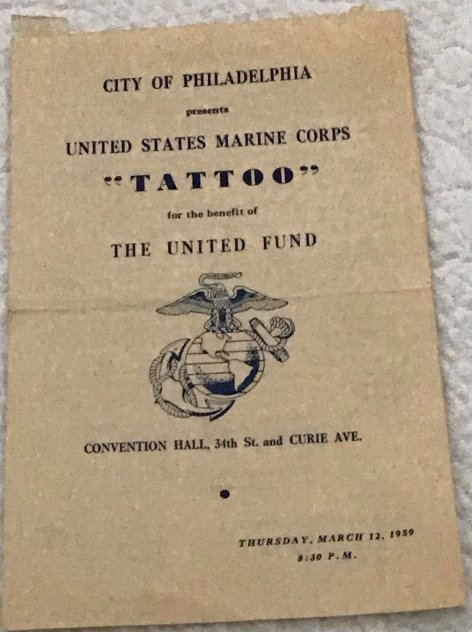 CITY OF PHILADELPHIA
presents
UNITED STATES MARINE CORPS
"TATTOO"
for the benefit of
THE UNITED FUND
CONVENTION HALL, 34th St. and CURIE AVE.
THURSDAY, MARCH 12, 1959
8:30 P.M.